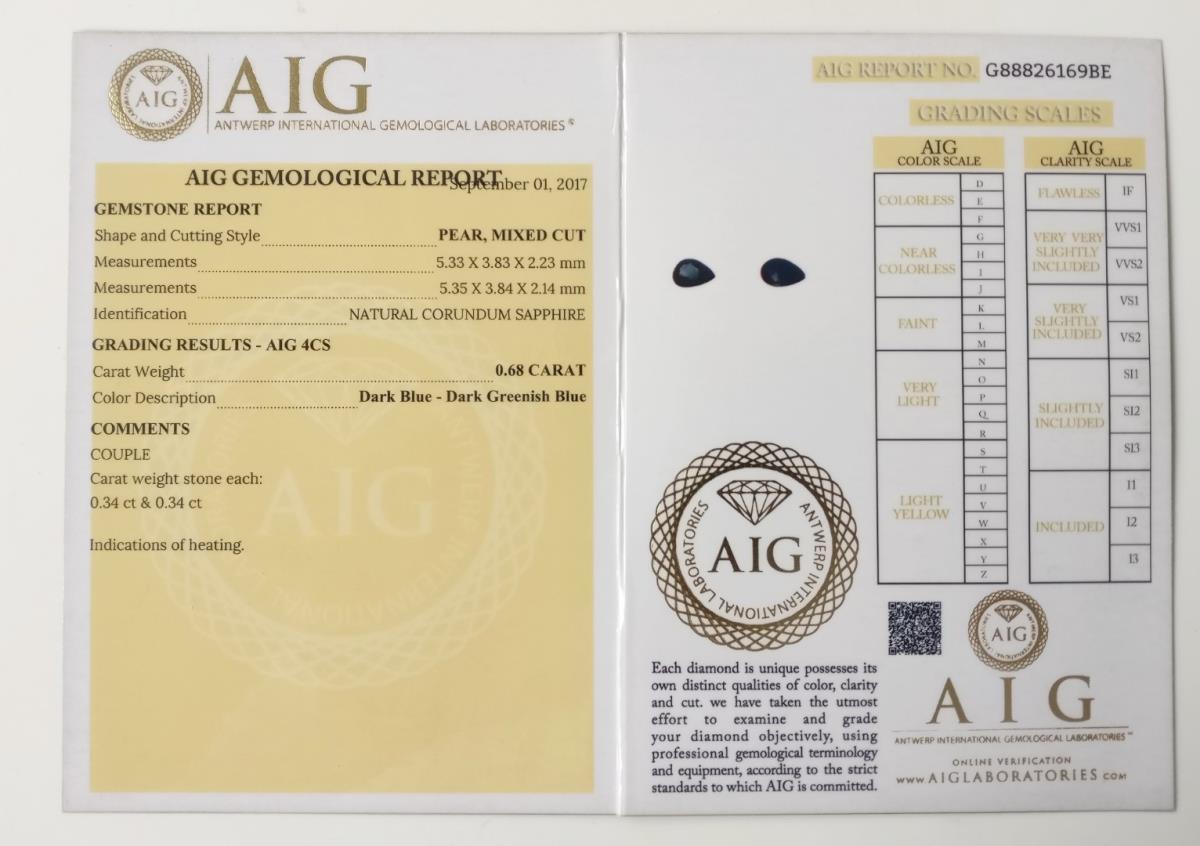 AIG
AIG
ANTWERP INTERNATIONAL GEMOLOGICAL LABORATORIES
AIG GEMOLOGICAL REPORT
September 01, 2017
GEMSTONE REPORT
Shape and Cutting Style PEAR, MIXED CUT
Measurements 5.33 X 3.83 X 2.23 mm
Measurements 5.35 X 3.84 X 2.14 mm
Identification NATURAL CORUNDUM SAPPHIRE
GRADING RESULTS - AIG 4CS
Carat Weight 0.68 CARAT
Color Description Dark Blue - Dark Greenish Blue
COMMENTS
COUPLE
Carat weight stone each:
0.34 ct & 0.34 ct
Indications of heating.
AIG
AIG REPORT NO. G88826169BE
GRADING SCALES
AIG
COLOR SCALE
COLORLESS
D
E
F
NEAR
COLORLESS
G
H
I
J
FAINT
K
L
M
VERY
LIGHT
N
O
P
Q
R
LIGHT
YELLOW
S
T
U
V
W
X
Y
Z
AIG
CLARITY SCALE
FLAWLESS
IF
VERY VERY
SLIGHTLY
INCLUDED
VVS1
VVS2
VERY
SLIGHTLY
INCLUDED
VS1
VS2
SLIGHTLY
INCLUDED
SI1
SI2
SI3
INCLUDED
I1
I2
I3
ANTWERP INTERNATIONAL GEMOLOGICAL LABORATORIES
AIG
Each diamond is unique possesses its
own distinct qualities of color, clarity
and cut. we have taken the utmost
effort to examine and grade
your diamond objectively, using
professional gemological terminology
and equipment, according to the strict
standards to which AIG is committed.
AIG
AIG
ANTWERP INTERNATIONAL GEMOLOGICAL LABORATORIES
ONLINE VERIFICATION
www.AIGLABORATORIES.COM